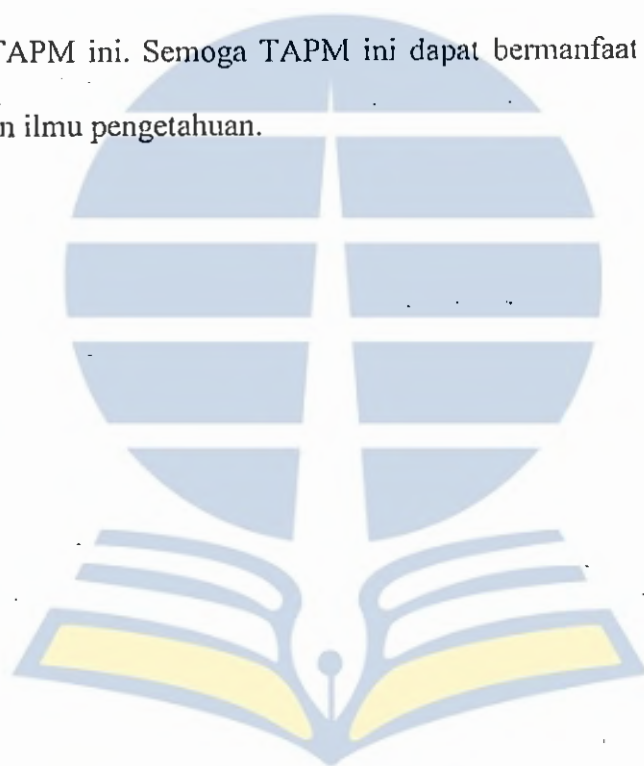 TAPM ini. Semoga TAPM ini dapat bermanfaat
n ilmu pengetahuan.